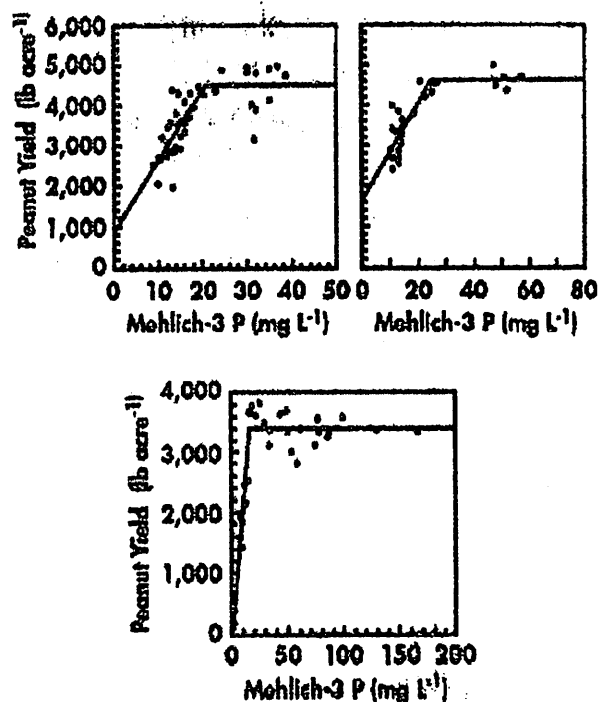 6,000
5,000
4,000
3,000
2,000
1,000
0
Peanut Yield (lb acre⁻¹)
0 10 20 30 40 50 0 20 40 60 80
Mehlich-3 P (mg L⁻¹) Mehlich-3 P (mg L⁻¹)
4,000
3,000
2,000
1,000
0
Peanut Yield (lb acre⁻¹)
0 50 100 150 200
Mehlich-3 P (mg L⁻¹)